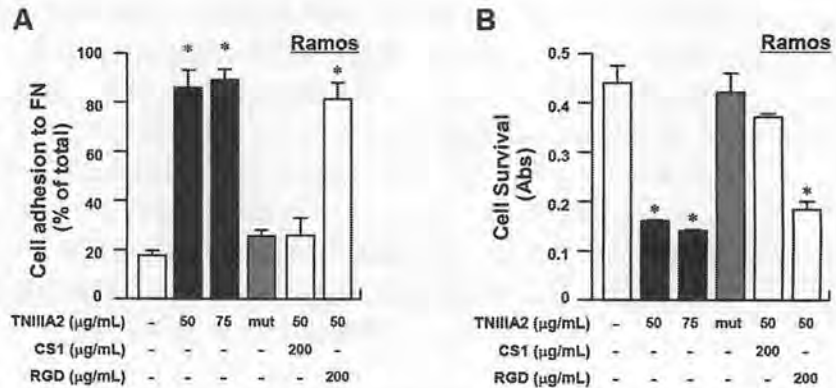 A
Ramos
Cell adhesion to FN
(% of total)
100
80
60
40
20
0
* * *
TNIIIA2 (µg/mL) - 50 75 mut 50 50
CS1 (µg/mL) - - - - 200 -
RGD (µg/mL) - - - - - 200
B
Ramos
Cell Survival
(Abs)
0.5
0.4
0.3
0.2
0.1
0
* * *
TNIIIA2 (µg/mL) - 50 75 mut 50 50
CS1 (µg/mL) - - - - 200 -
RGD (µg/mL) - - - - - 200